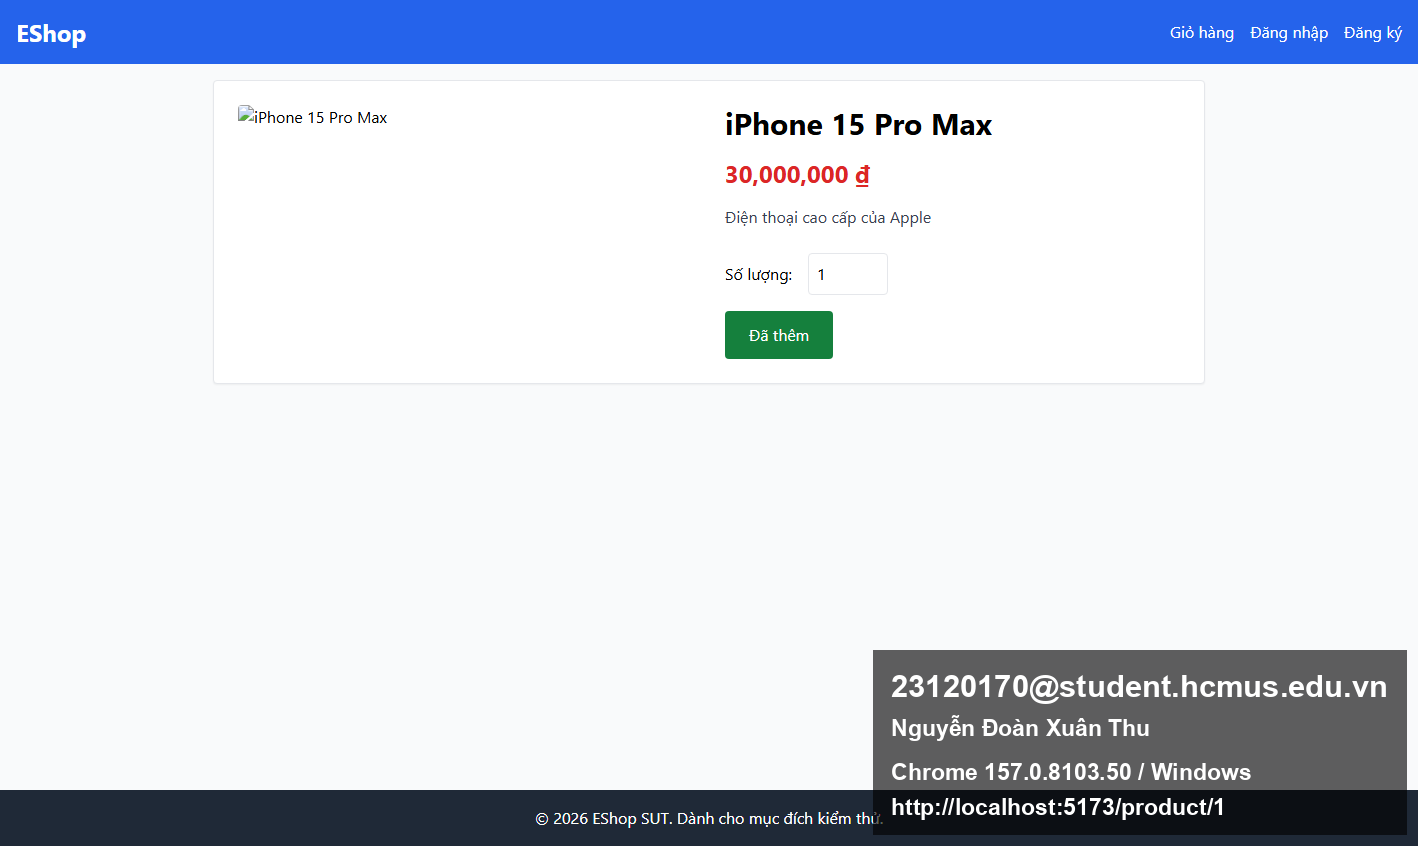 EShop
Giỏ hàng Đăng nhập Đăng ký
iPhone 15 Pro Max
iPhone 15 Pro Max
30,000,000 ₫
Điện thoại cao cấp của Apple
Số lượng: 1
Đã thêm
23120170@student.hcmus.edu.vn
Nguyễn Đoàn Xuân Thu
Chrome 157.0.8103.50 / Windows
http://localhost:5173/product/1
© 2026 EShop SUT. Dành cho mục đích kiểm thử.